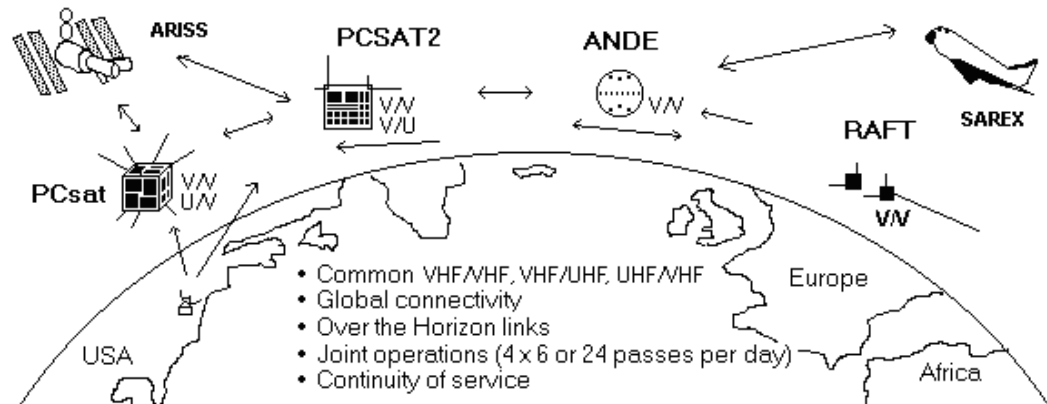 ARISS
PCSAT2
ANDE
V/V
V/U
V/V
SAREX
RAFT
PCsat
V/V
U/V
V/V
• Common VHF/VHF, VHF/UHF, UHF/VHF
• Global connectivity
• Over the Horizon links
• Joint operations (4 x 6 or 24 passes per day)
• Continuity of service
Europe
USA
Africa